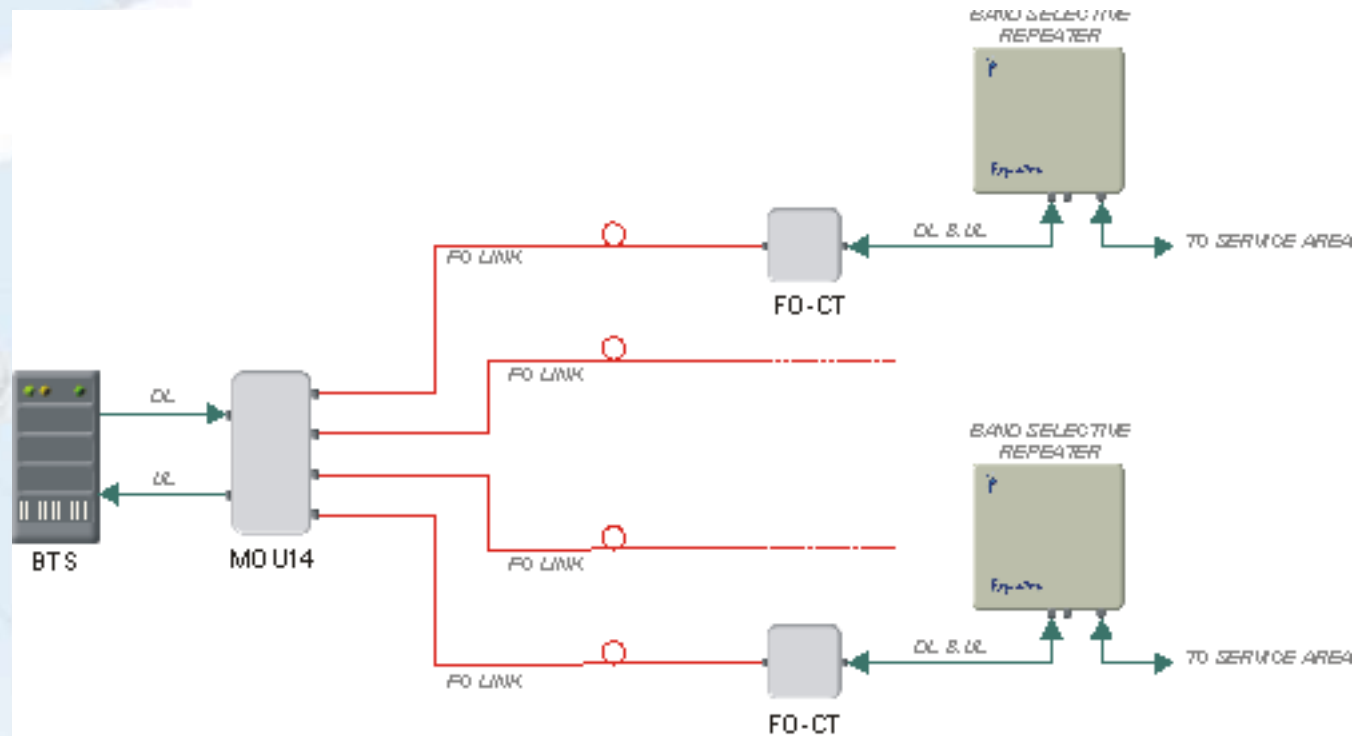 BAND SELECTIVE
REPEATER
DL & UL
TO SERVICE AREA
FO LINK
FO-CT
FO LINK
DL
BAND SELECTIVE
REPEATER
UL
BTS
MOU14
FO LINK
DL & UL
TO SERVICE AREA
FO LINK
FO-CT